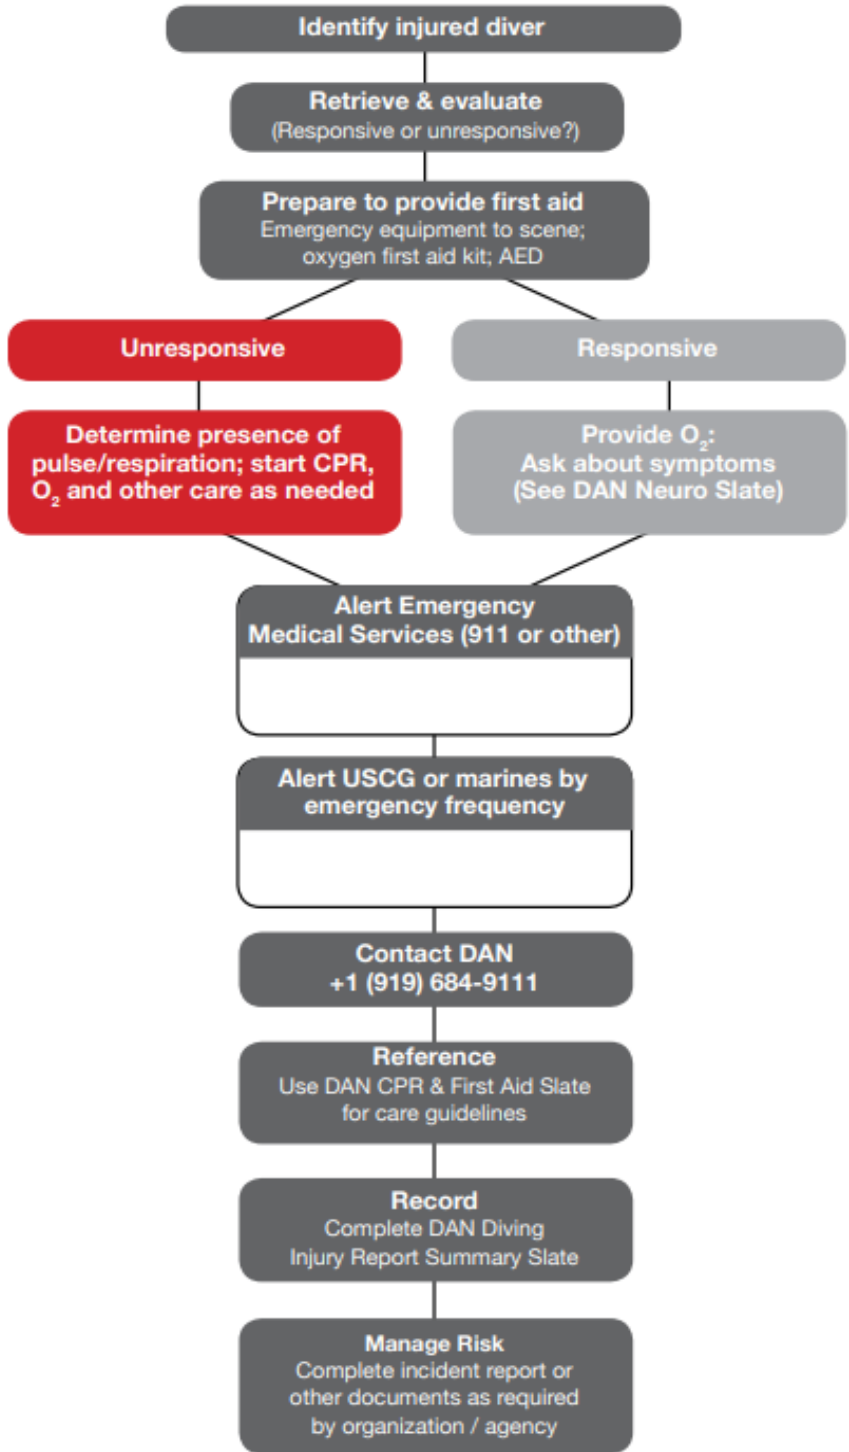 Identify injured diver
Retrieve & evaluate
(Responsive or unresponsive?)
Prepare to provide first aid
Emergency equipment to scene;
oxygen first aid kit; AED
Unresponsive
Responsive
Determine presence of
pulse/respiration; start CPR,
O₂ and other care as needed
Provide O₂:
Ask about symptoms
(See DAN Neuro Slate)
Alert Emergency
Medical Services (911 or other)
Alert USCG or marines by
emergency frequency
Contact DAN
+1 (919) 684-9111
Reference
Use DAN CPR & First Aid Slate
for care guidelines
Record
Complete DAN Diving
Injury Report Summary Slate
Manage Risk
Complete incident report or
other documents as required
by organization / agency